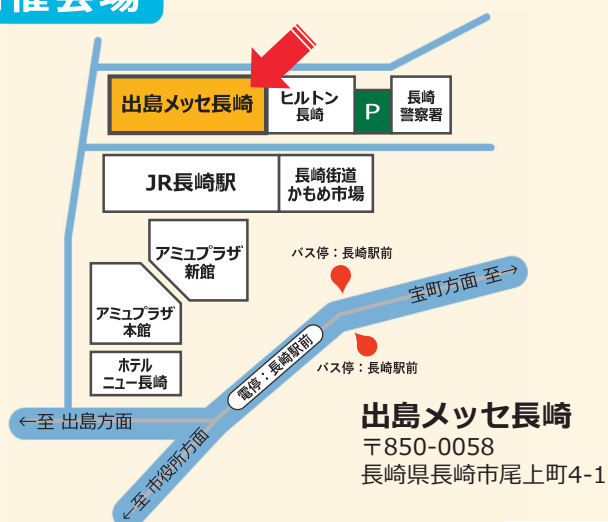 催会場
出島メッセ長崎
ヒルトン
長崎
P
長崎
警察署
JR長崎駅
長崎街道
かもめ市場
アミュプラザ
新館
バス停：長崎駅前
宝町方面 至→
アミュプラザ
本館
電停：長崎駅前
バス停：長崎駅前
ホテル
ニュー長崎
←至 出島方面
←至 市役所方面
出島メッセ長崎
〒850-0058
長崎県長崎市尾上町4-1